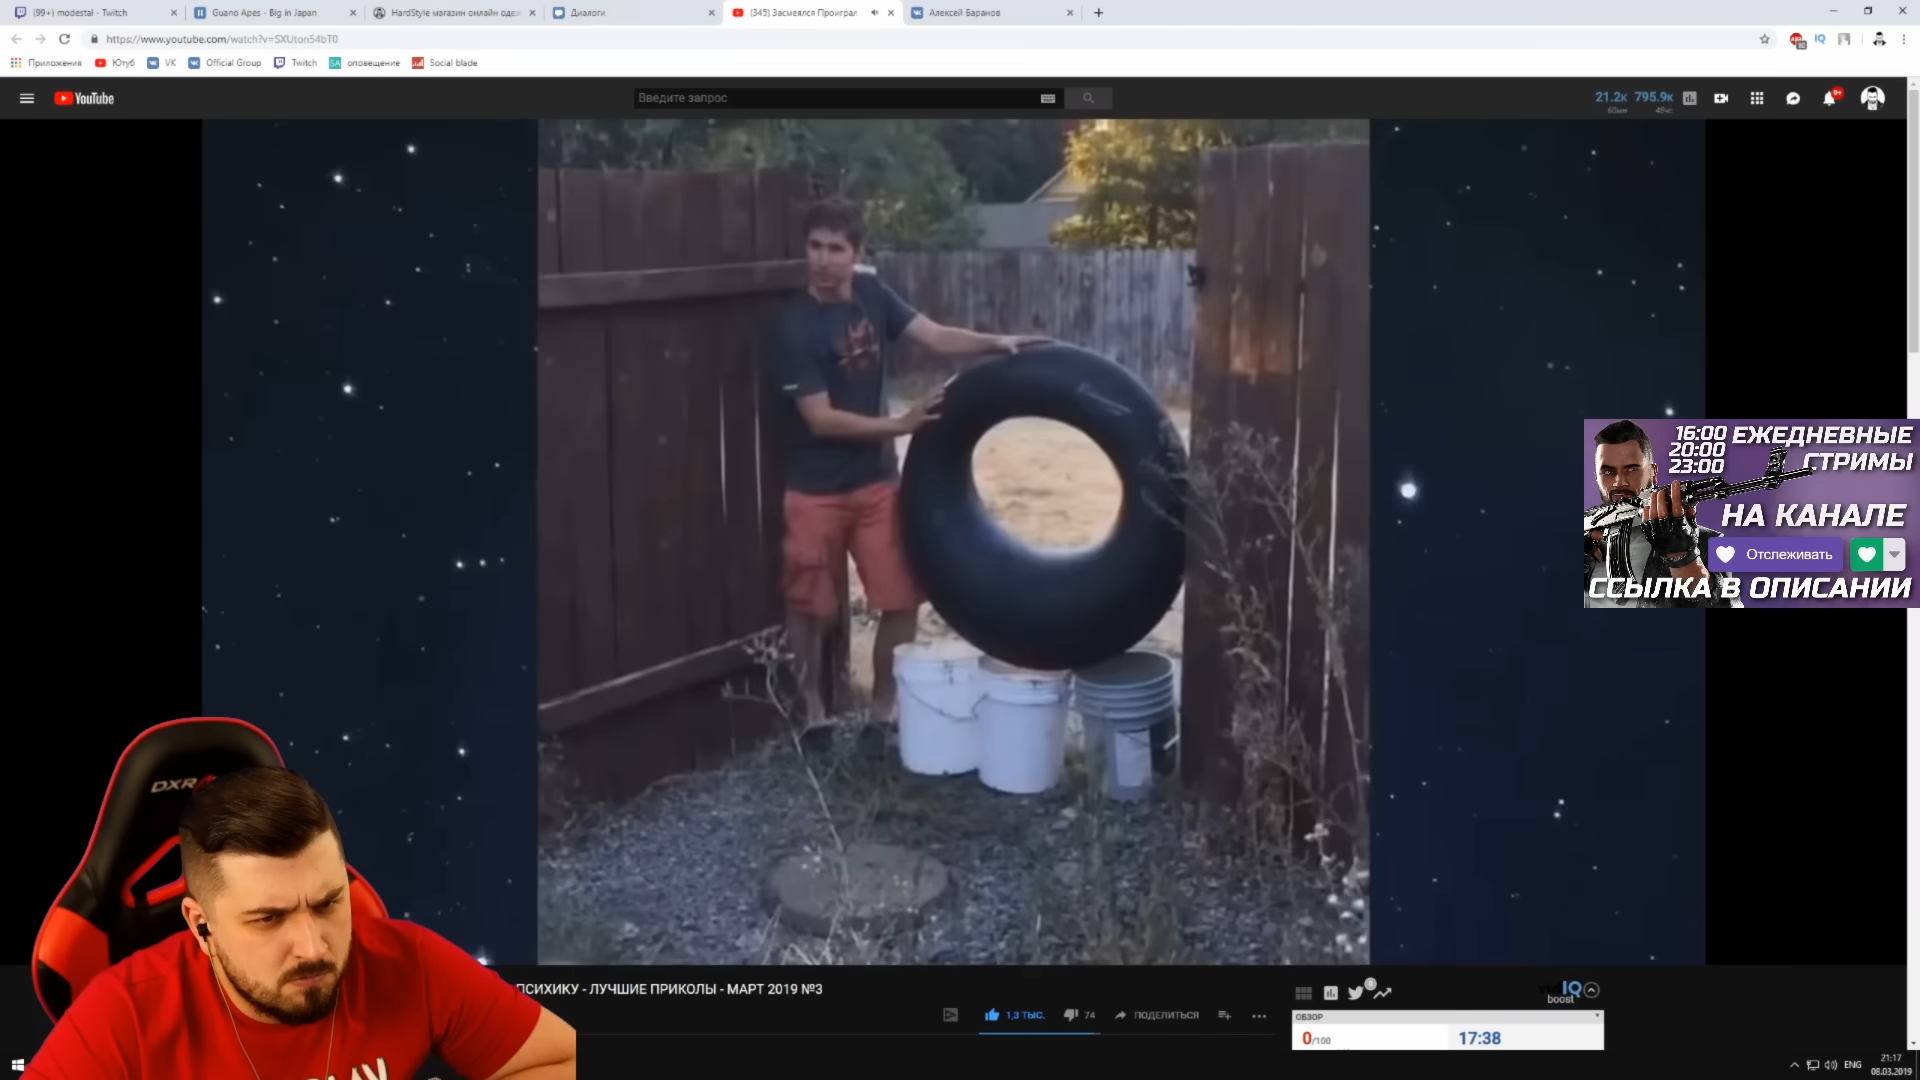 (99+) modestal - Twitch
Guano Apes - Big in Japan
HardStyle магазин онлайн оде
Диалоги
(345) Засмеялся Проиграл
Алексей Баранов
https://www.youtube.com/watch?v=SXUton54bT0
Приложения
Ютуб
VK
Official Group
Twitch
SA
оповещение
Social blade
YouTube
Введите запрос
21.2к 795.9к
9+
16:00 ЕЖЕДНЕВНЫЕ
20:00 СТРИМЫ
23:00
НА КАНАЛЕ
Отслеживать
ССЫЛКА В ОПИСАНИИ
DXR
ПСИХИКУ - ЛУЧШИЕ ПРИКОЛЫ - МАРТ 2019 №3
1,3 ТЫС.
74
ПОДЕЛИТЬСЯ
IQ
boost
ОБЗОР
0/100
17:38
ENG
21:17
08.03.2019